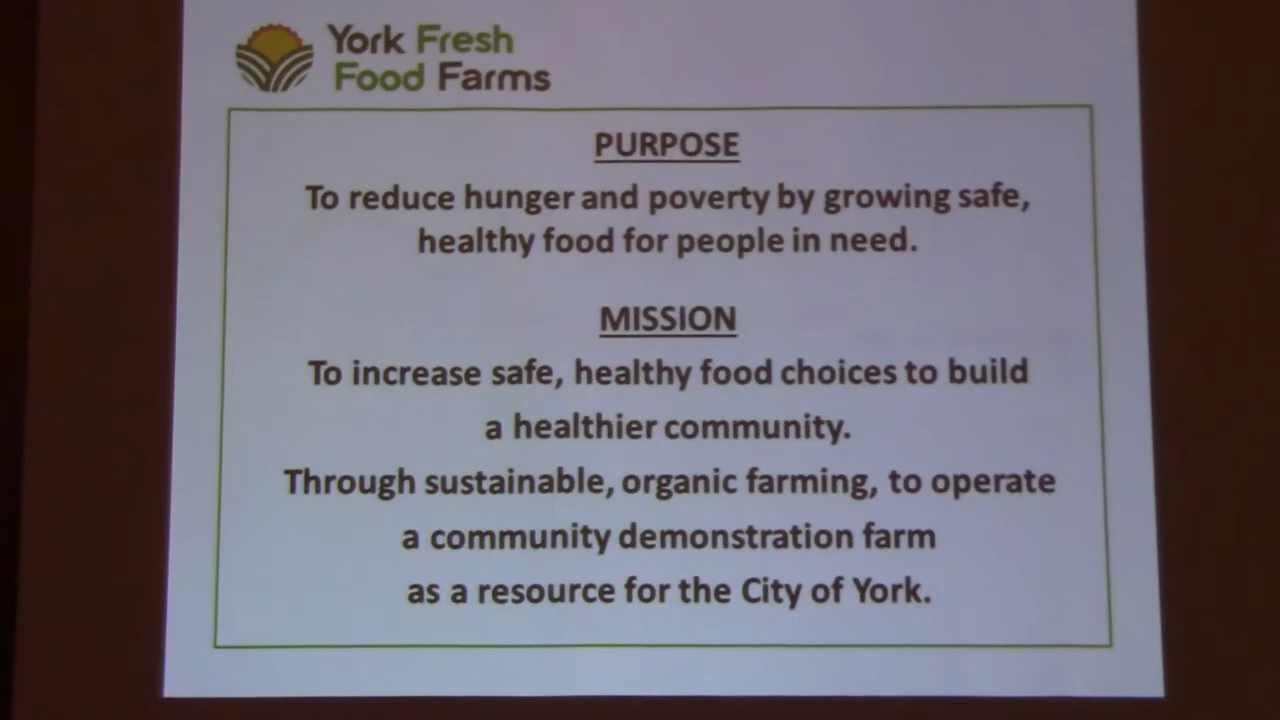 York Fresh
Food Farms
PURPOSE
To reduce hunger and poverty by growing safe,
healthy food for people in need.
MISSION
To increase safe, healthy food choices to build
a healthier community.
Through sustainable, organic farming, to operate
a community demonstration farm
as a resource for the City of York.